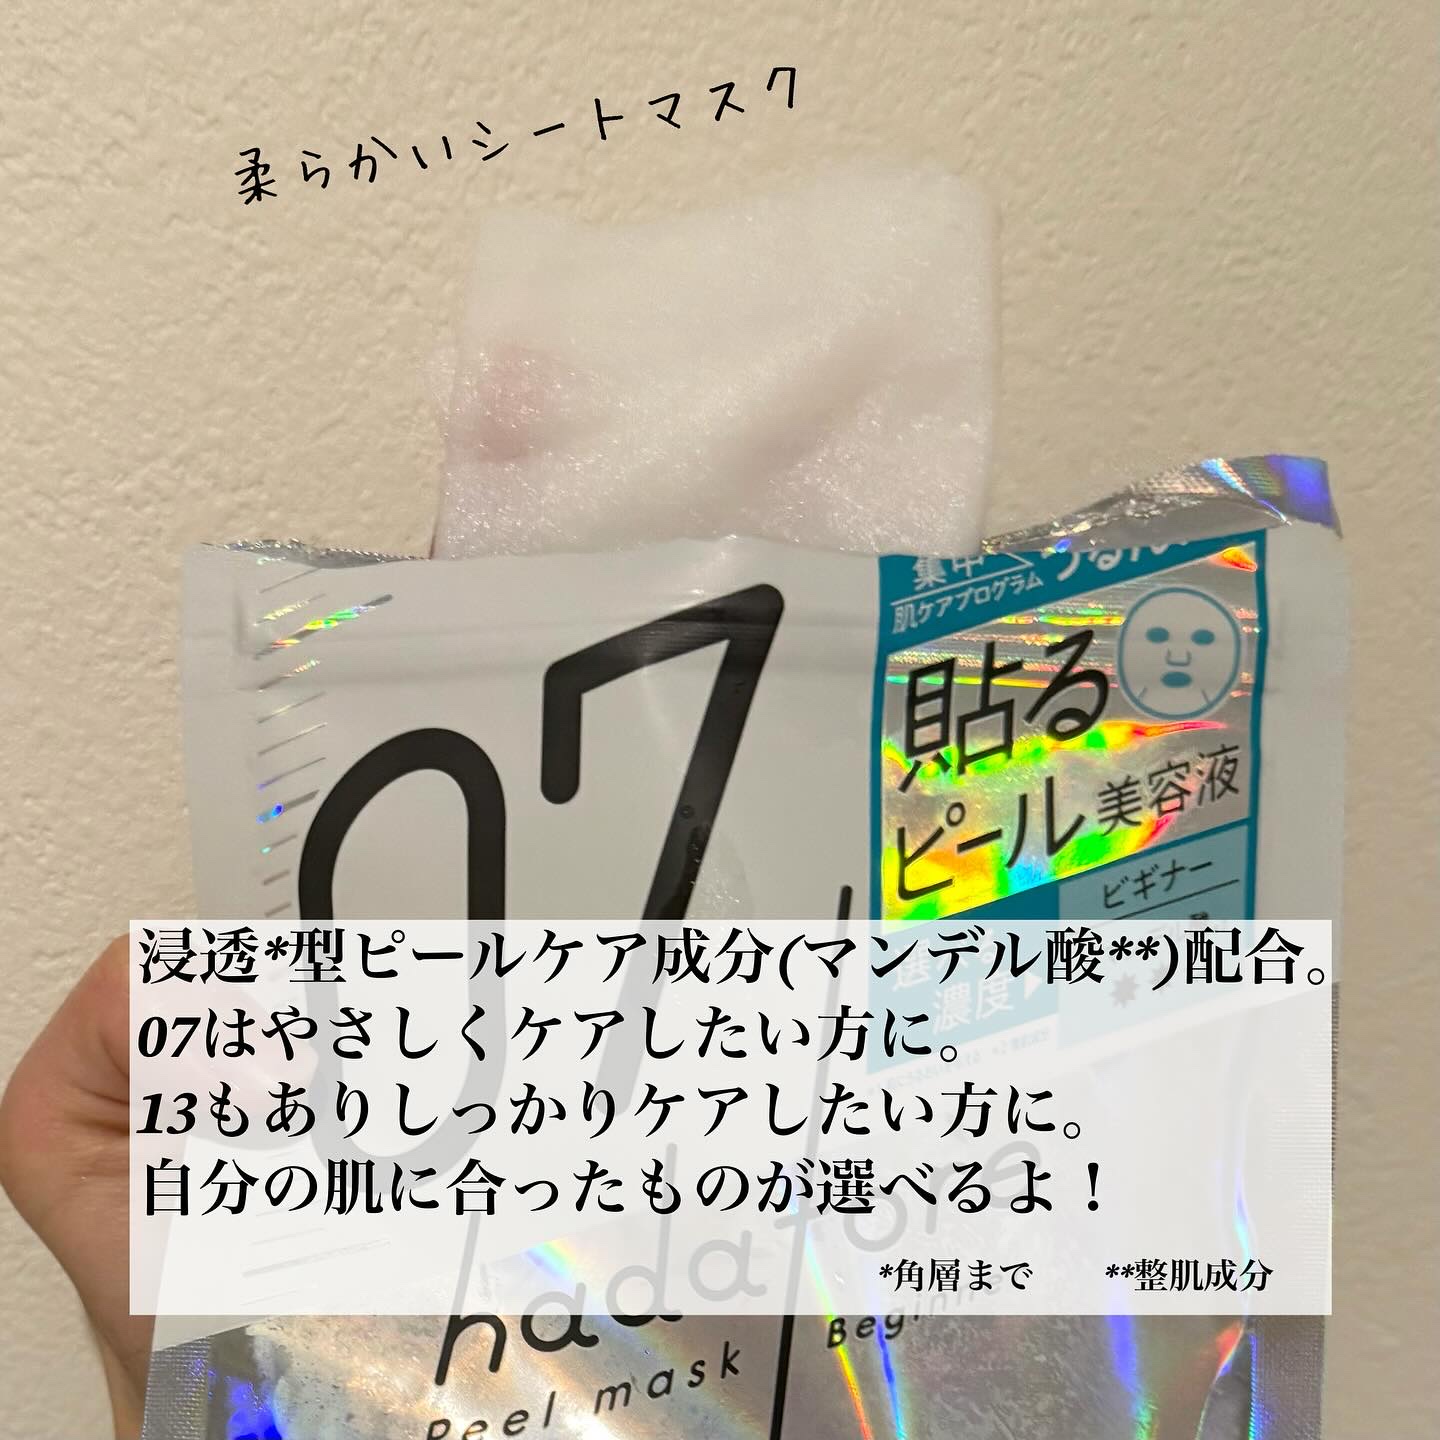 柔らかいシートマスク
集中
肌ケアプログラム
貼る
ピール美容液
ビギナー
07
濃度
浸透*型ピールケア成分(マンデル酸**)配合。
07はやさしくケアしたい方に。
13もありしっかりケアしたい方に。
自分の肌に合ったものが選べるよ！
*角層まで **整肌成分
hadafore
Peel mask
Beginner